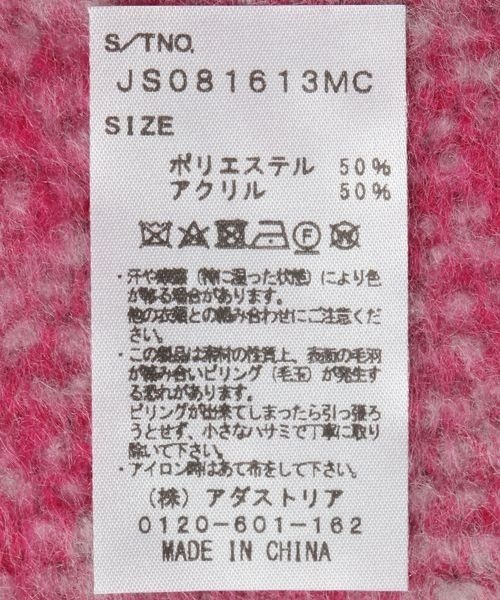 S/TNO.
JS081613MC
SIZE
ポリエステル 50%
アクリル 50%
・汗や摩擦(特に湿った状態)により色
が移る場合があります。
他の衣類との組み合わせにご注意くだ
さい。
・この製品は素材の性質上、表面の毛羽
が絡み合いピリング(毛玉)が発生す
る恐れがあります。
ピリングが出来てしまったら引っ張ろ
うとせず、小さなハサミで丁寧に取り
除いて下さい。
・アイロン時はあて布をして下さい。
(株) アダストリア
0120-601-162
MADE IN CHINA